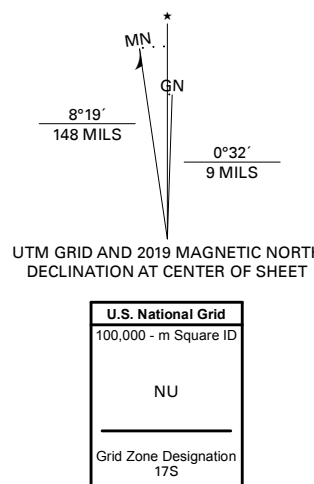 ★
MN
GN
8°19´
148 MILS
0°32´
9 MILS
UTM GRID AND 2019 MAGNETIC NORTH
DECLINATION AT CENTER OF SHEET
U.S. National Grid
100,000 - m Square ID
NU
Grid Zone Designation
17S